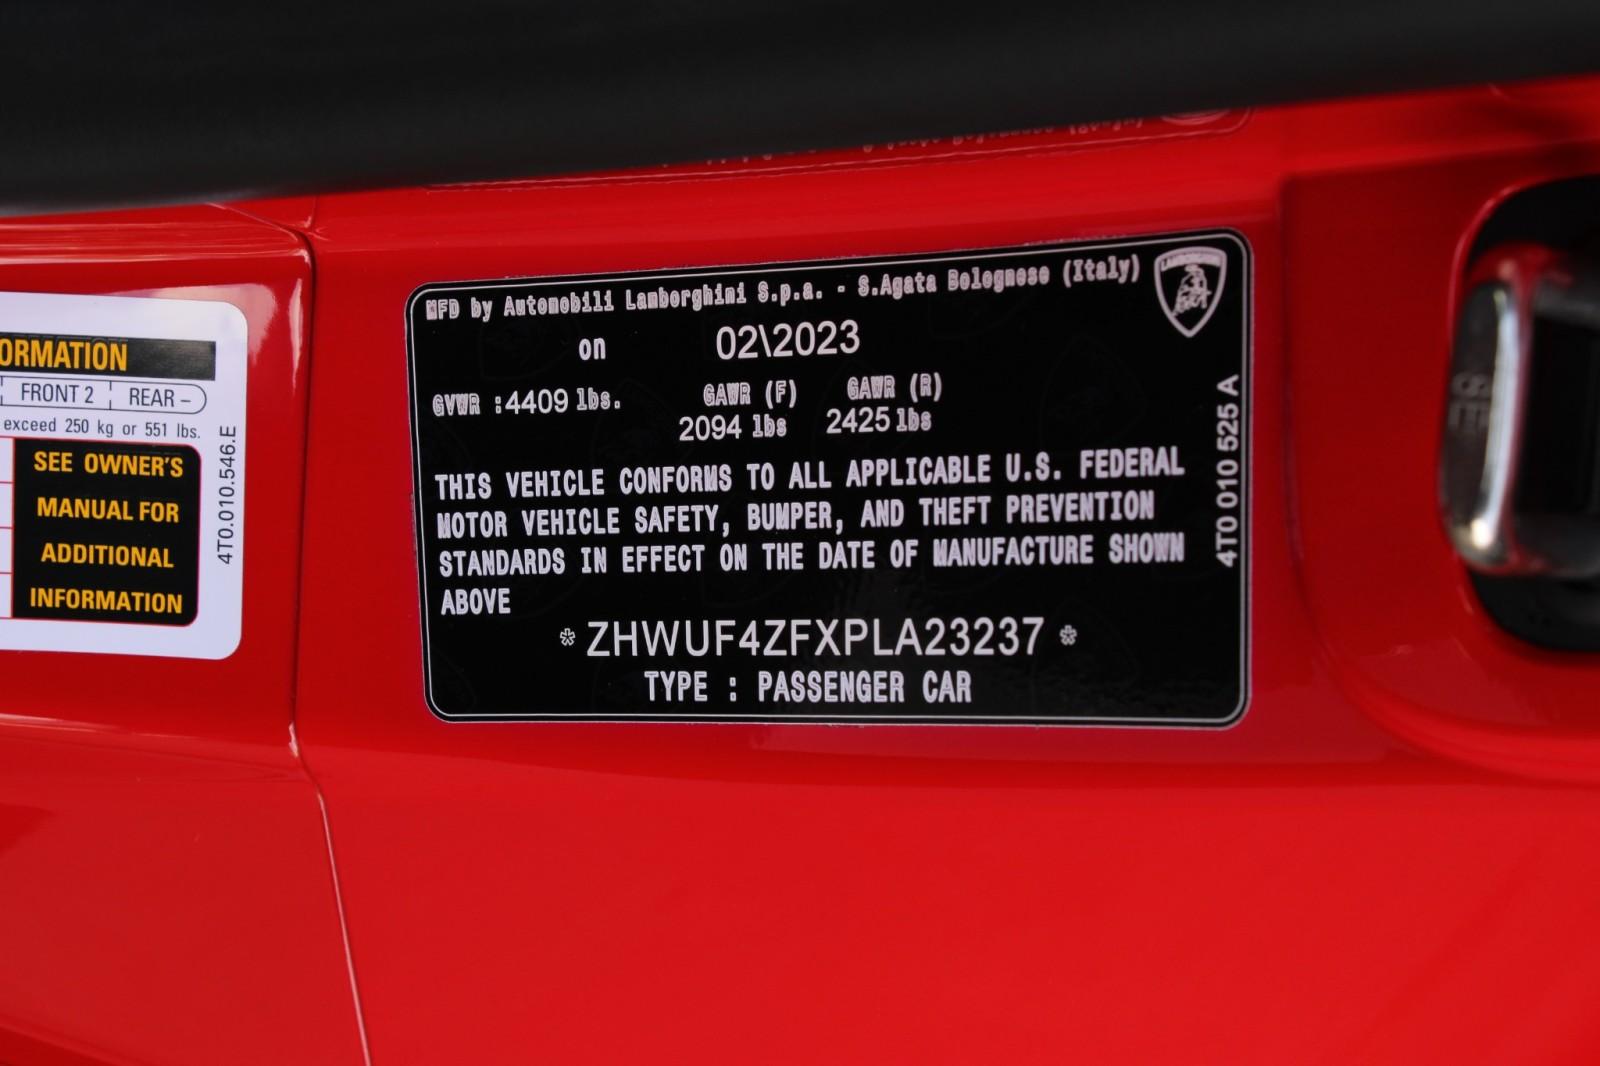 ORMATION
FRONT 2 REAR –
exceed 250 kg or 551 lbs.
SEE OWNER'S
MANUAL FOR
ADDITIONAL
INFORMATION
4T0.010.546.E
MFD by Automobili Lamborghini S.p.a. - S.Agata Bolognese (Italy)
LAMBORGHINI
on 02\2023
GVWR :4409 lbs. GAWR (F) GAWR (R)
2094 lbs 2425 lbs
THIS VEHICLE CONFORMS TO ALL APPLICABLE U.S. FEDERAL
MOTOR VEHICLE SAFETY, BUMPER, AND THEFT PREVENTION
STANDARDS IN EFFECT ON THE DATE OF MANUFACTURE SHOWN
ABOVE
* ZHWUF4ZFXPLA23237 *
TYPE : PASSENGER CAR
4T0 010 525 A